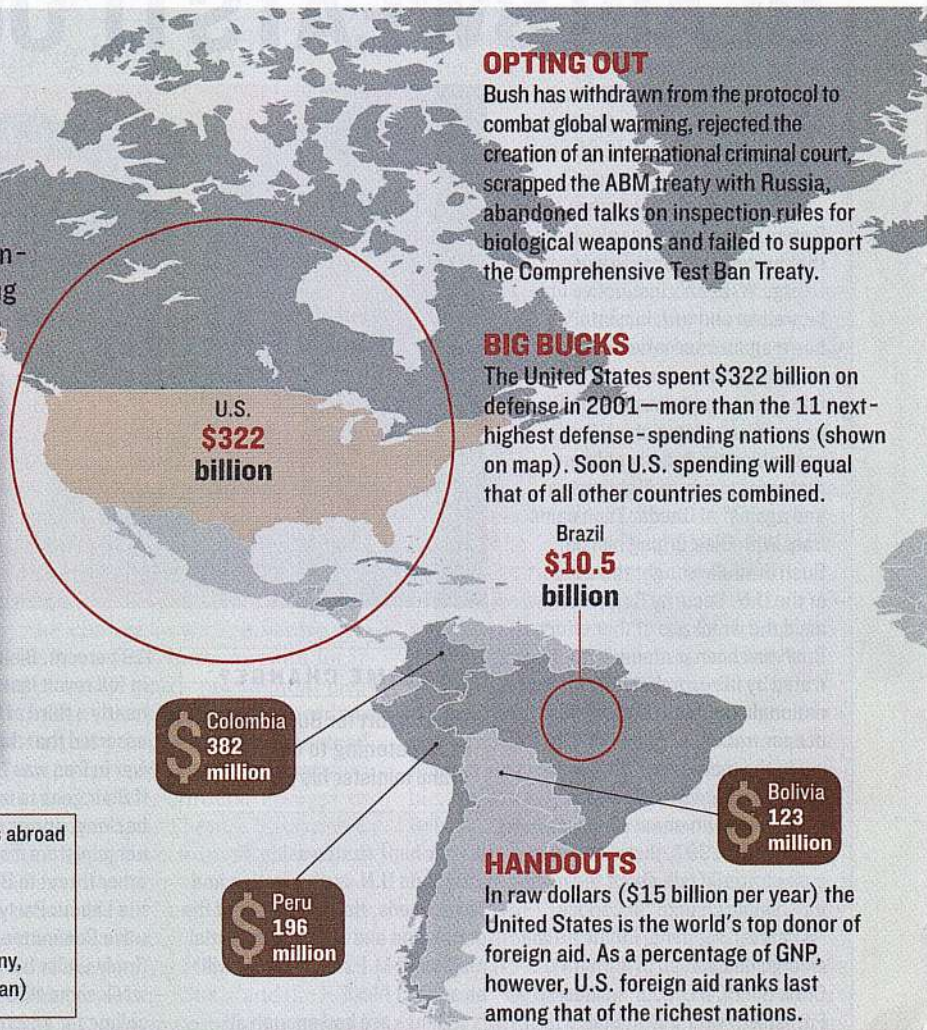 OPTING OUT
Bush has withdrawn from the protocol to
combat global warming, rejected the
creation of an international criminal court,
scrapped the ABM treaty with Russia,
abandoned talks on inspection rules for
biological weapons and failed to support
the Comprehensive Test Ban Treaty.
BIG BUCKS
The United States spent $322 billion on
defense in 2001—more than the 11 next-
highest defense-spending nations (shown
on map). Soon U.S. spending will equal
that of all other countries combined.
U.S.
$322
billion
Brazil
$10.5
billion
$ Colombia
382
million
$ Peru
196
million
$ Bolivia
123
million
HANDOUTS
In raw dollars ($15 billion per year) the
United States is the world's top donor of
foreign aid. As a percentage of GNP,
however, U.S. foreign aid ranks last
among that of the richest nations.
abroad